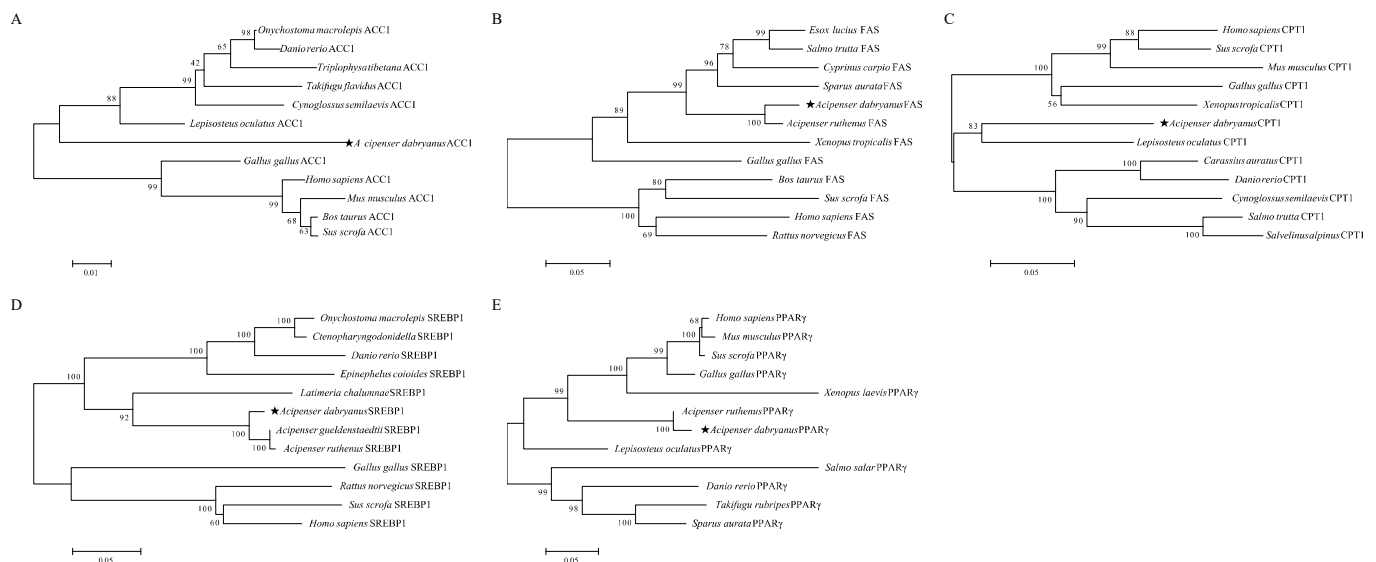 A
98
Onychostoma macrolepis ACC1
65
Danio rerio ACC1
42
Triplophysa tibetana ACC1
99
Takifugu flavidus ACC1
88
Cynoglossus semilaevis ACC1
Lepisosteus oculatus ACC1
★A cipenser dabryanus ACC1
Gallus gallus ACC1
99
Homo sapiens ACC1
99
Mus musculus ACC1
68
Bos taurus ACC1
63
Sus scrofa ACC1
0.01
B
99
Esox lucius FAS
78
Salmo trutta FAS
96
Cyprinus carpio FAS
99
Sparus aurata FAS
★Acipenser dabryanus FAS
89
100
Acipenser ruthenus FAS
Xenopus tropicalis FAS
Gallus gallus FAS
80
Bos taurus FAS
Sus scrofa FAS
100
Homo sapiens FAS
69
Rattus norvegicus FAS
0.05
C
88
Homo sapiens CPT1
99
Sus scrofa CPT1
100
Mus musculus CPT1
Gallus gallus CPT1
56
Xenopus tropicalis CPT1
83
★Acipenser dabryanus CPT1
Lepisosteus oculatus CPT1
100
Carassius auratus CPT1
Danio rerio CPT1
100
Cynoglossus semilaevis CPT1
90
Salmo trutta CPT1
100
Salvelinus alpinus CPT1
0.05
D
100
Onychostoma macrolepis SREBP1
100
Ctenopharyngodon idella SREBP1
100
Danio rerio SREBP1
Epinephelus coioides SREBP1
100
Latimeria chalumnae SREBP1
92
★Acipenser dabryanus SREBP1
100
Acipenser gueldenstaedtii SREBP1
100
Acipenser ruthenus SREBP1
Gallus gallus SREBP1
Rattus norvegicus SREBP1
100
Sus scrofa SREBP1
60
Homo sapiens SREBP1
0.05
E
68
Homo sapiens PPARγ
100
Mus musculus PPARγ
99
Sus scrofa PPARγ
100
Gallus gallus PPARγ
99
Xenopus laevis PPARγ
Acipenser ruthenus PPARγ
100
★Acipenser dabryanus PPARγ
Lepisosteus oculatus PPARγ
Salmo salar PPARγ
99
Danio rerio PPARγ
98
Takifugu rubripes PPARγ
100
Sparus aurata PPARγ
0.05